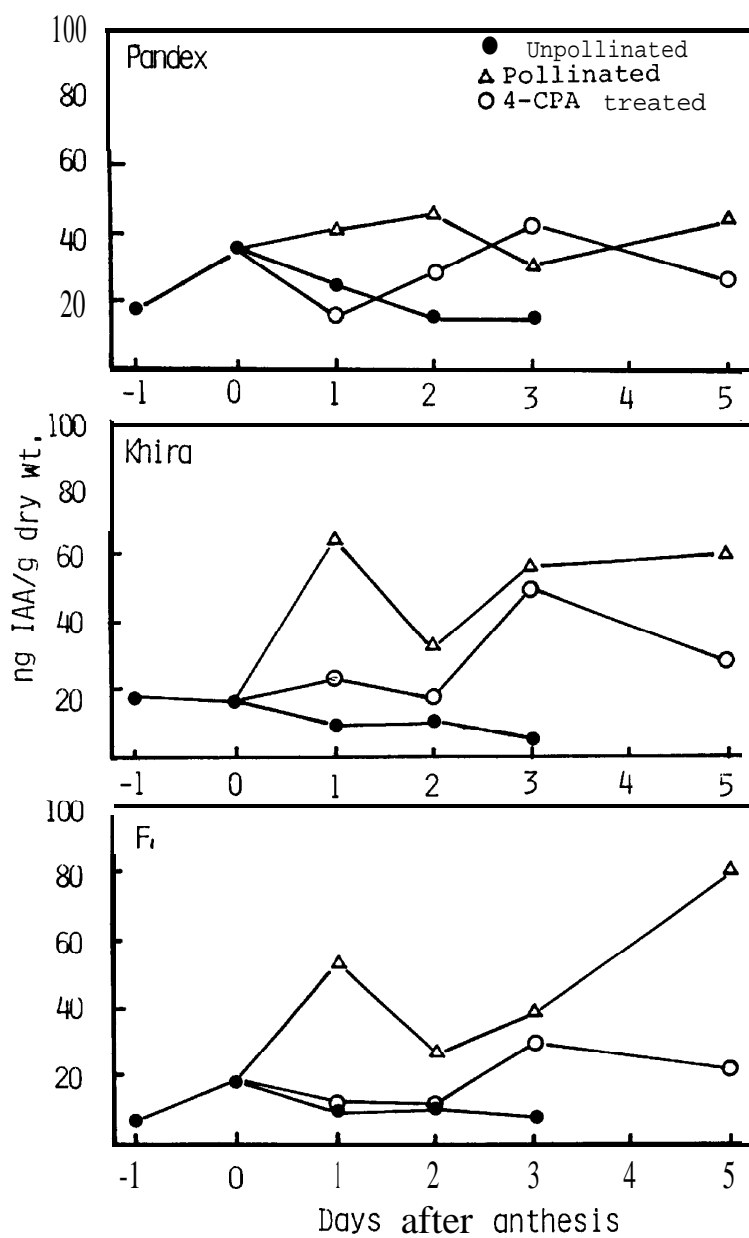 100
Pandex
● Unpollinated
△ Pollinated
○ 4-CPA treated
80
60
40
20
-1 0 1 2 3 4 5
100
Khira
80
60
40
20
-1 0 1 2 3 4 5
ng IAA/g dry wt.
100
F₁
80
60
40
20
-1 0 1 2 3 4 5
Days after anthesis